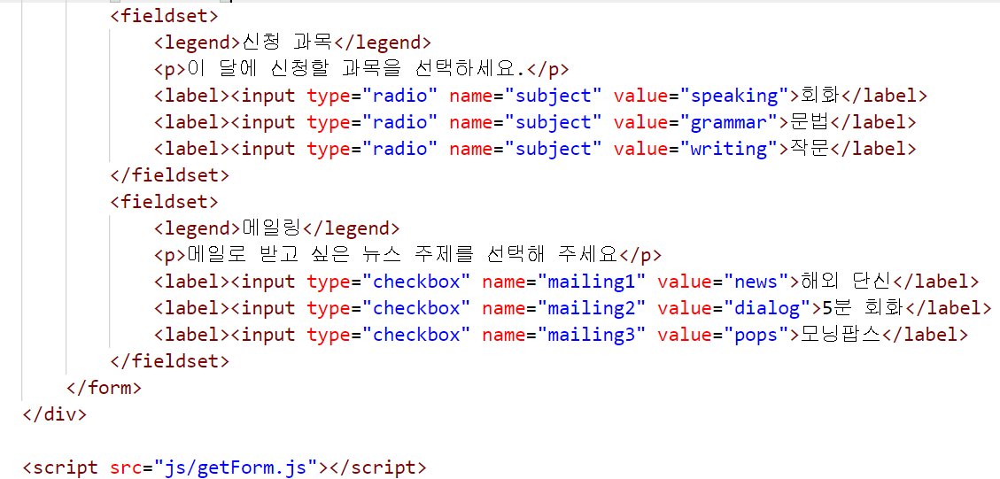 <fieldset>
<legend>신청 과목</legend>
<p>이 달에 신청할 과목을 선택하세요.</p>
<label><input type="radio" name="subject" value="speaking">회화</label>
<label><input type="radio" name="subject" value="grammar">문법</label>
<label><input type="radio" name="subject" value="writing">작문</label>
</fieldset>
<fieldset>
<legend>메일링</legend>
<p>메일로 받고 싶은 뉴스 주제를 선택해 주세요</p>
<label><input type="checkbox" name="mailing1" value="news">해외 단신</label>
<label><input type="checkbox" name="mailing2" value="dialog">5분 회화</label>
<label><input type="checkbox" name="mailing3" value="pops">모닝팝스</label>
</fieldset>
</form>
</div>
<script src="js/getForm.js"></script>